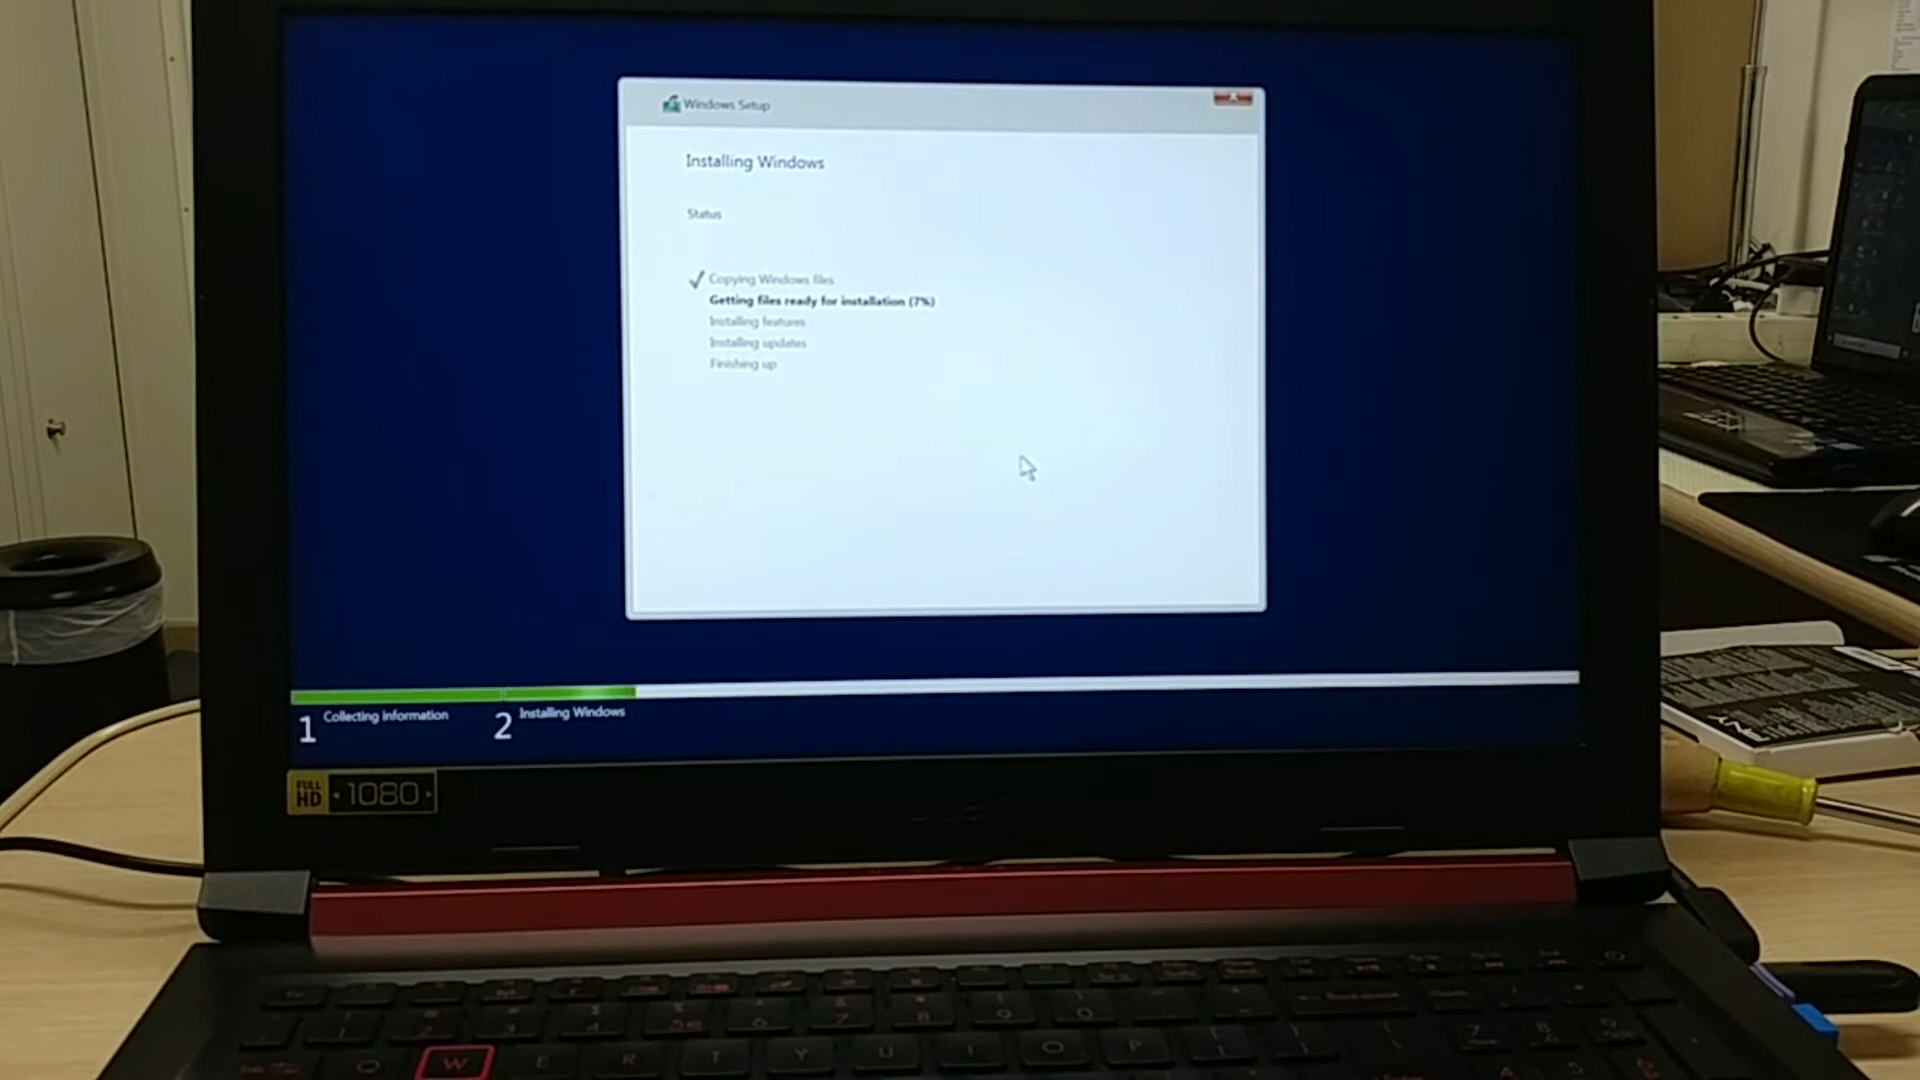 Windows Setup
Installing Windows
Status
Copying Windows files
Getting files ready for installation (7%)
Installing features
Installing updates
Finishing up
1 Collecting information
2 Installing Windows
FULL HD 1080
W E R T Y U I O P